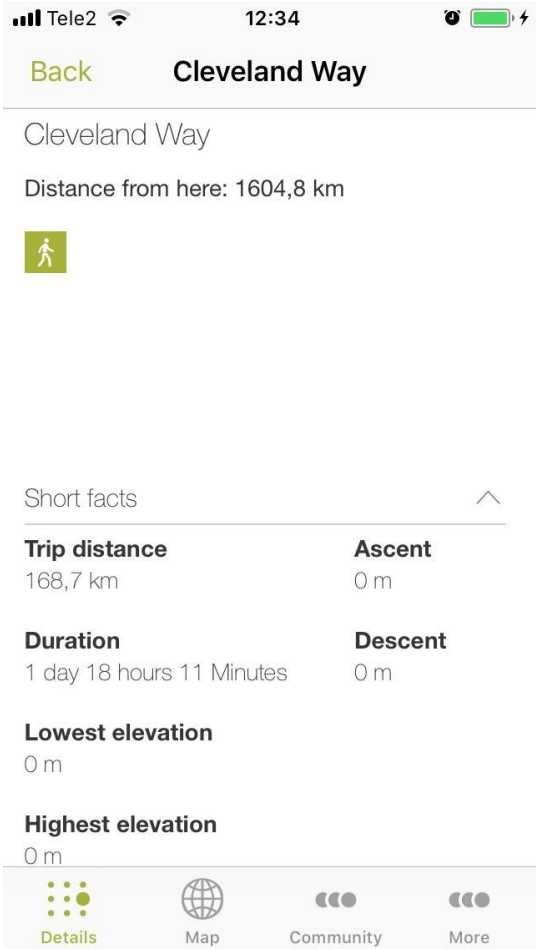 Tele2 12:34
Back Cleveland Way
Cleveland Way
Distance from here: 1604,8 km
Short facts
Trip distance Ascent
168,7 km 0 m
Duration Descent
1 day 18 hours 11 Minutes 0 m
Lowest elevation
0 m
Highest elevation
0 m
Details Map Community More